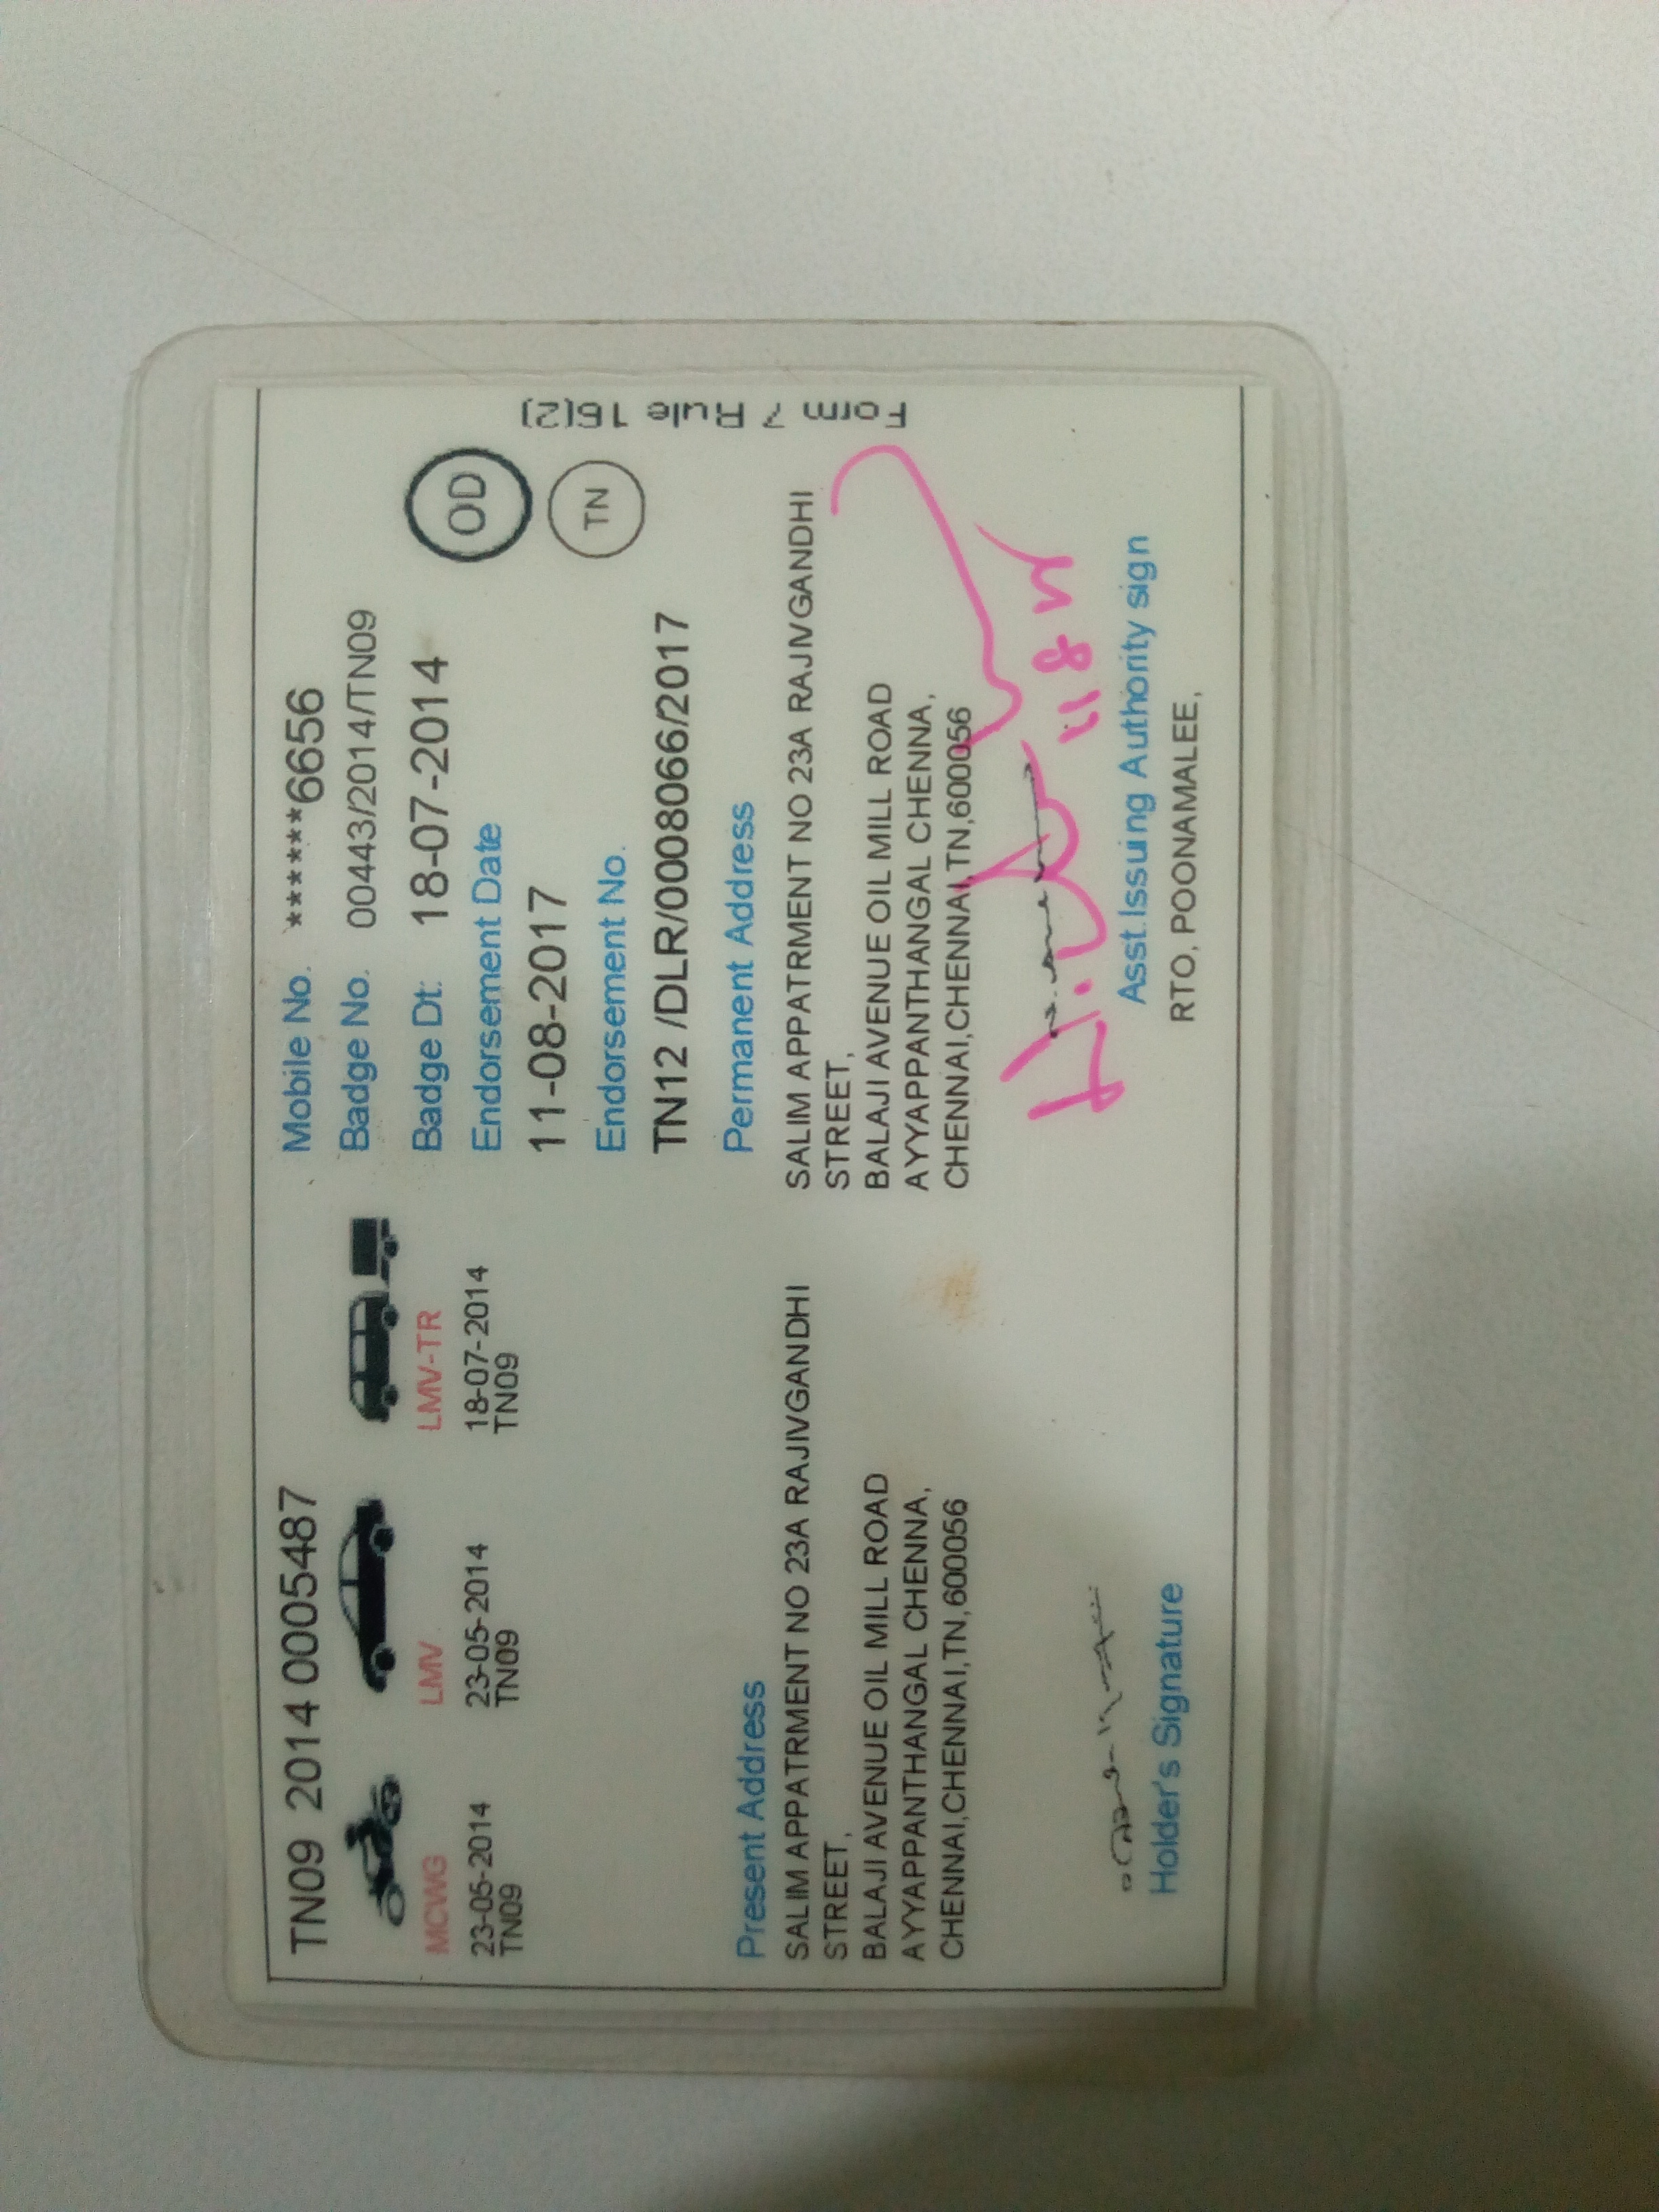 TN09 2014 0005487
MCWG
23-05-2014
TN09
LMV
23-05-2014
TN09
LMV-TR
18-07-2014
TN09
Mobile No. ******6656
Badge No. 00443/2014/TN09
Badge Dt. 18-07-2014
Endorsement Date
11-08-2017
Endorsement No.
TN12 /DLR/0008066/2017
OD
TN
Form 7 Rule 16(2)
Present Address
SALIM APPATRMENT NO 23A RAJIVGANDHI
STREET,
BALAJI AVENUE OIL MILL ROAD
AYYAPPANTHANGAL CHENNA,
CHENNAI,CHENNAI,TN,600056
Permanent Address
SALIM APPATRMENT NO 23A RAJIVGANDHI
STREET,
BALAJI AVENUE OIL MILL ROAD
AYYAPPANTHANGAL CHENNA,
CHENNAI,CHENNAI,TN,600056
Holder's Signature
Asst.Issuing Authority sign
RTO, POONAMALEE,